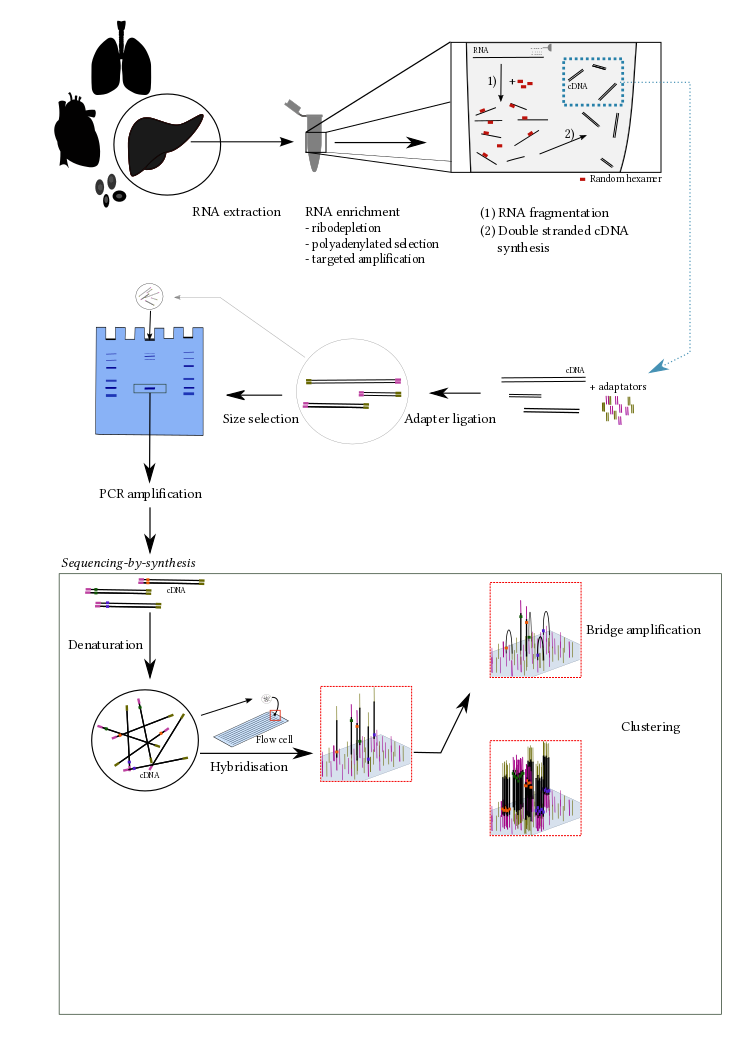 RNA
1)
+
cDNA
2)
Random hexamer
RNA extraction
RNA enrichment
- ribodepletion
- polyadenylated selection
- targeted amplification
(1) RNA fragmentation
(2) Double stranded cDNA
synthesis
cDNA
+ adaptators
Size selection
Adapter ligation
PCR amplification
Sequencing-by-synthesis
cDNA
Denaturation
Bridge amplification
Clustering
Flow cell
Hybridisation
cDNA